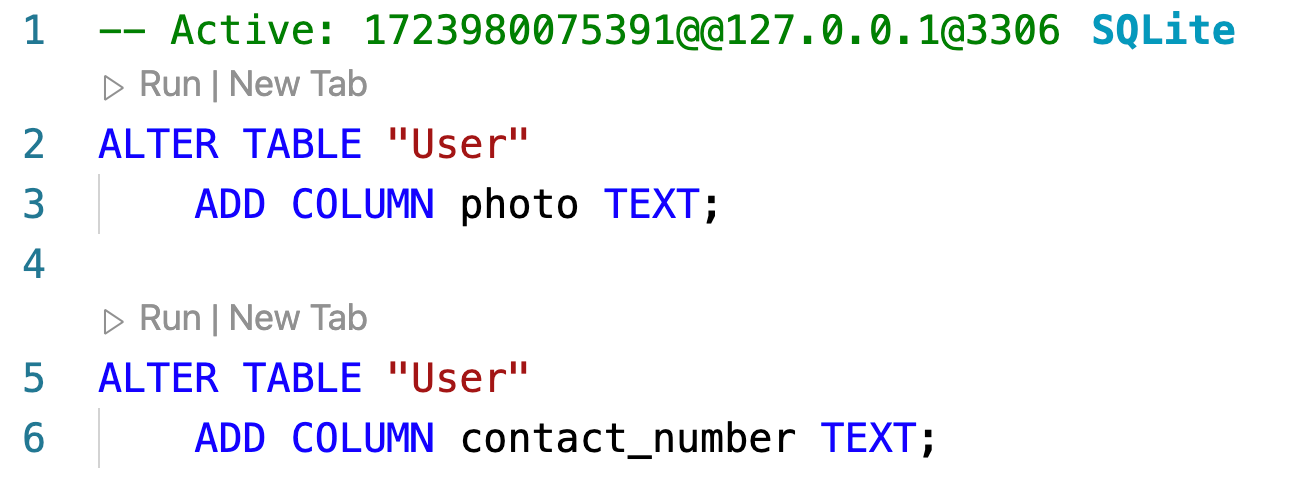 1 -- Active: 1723980075391@@127.0.0.1@3306 SQLite
Run | New Tab
2 ALTER TABLE "User"
3 ADD COLUMN photo TEXT;
4
Run | New Tab
5 ALTER TABLE "User"
6 ADD COLUMN contact_number TEXT;